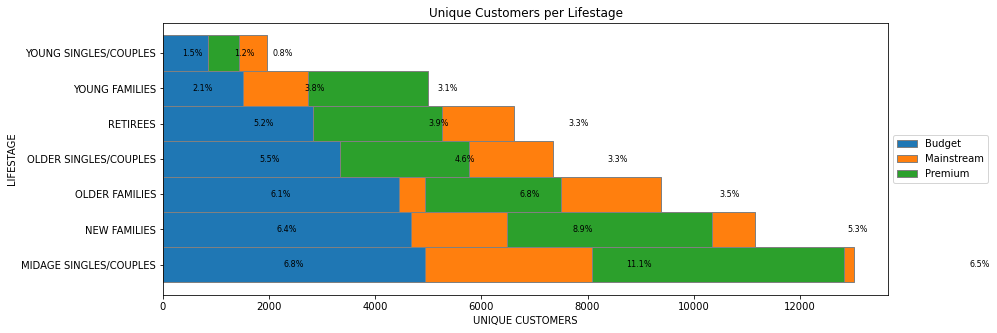 Unique Customers per Lifestage
YOUNG SINGLES/COUPLES 1.5% 1.2% 0.8%
YOUNG FAMILIES 2.1% 3.8% 3.1%
RETIREES 5.2% 3.9% 3.3%
OLDER SINGLES/COUPLES 5.5% 4.6% 3.3%
OLDER FAMILIES 6.1% 6.8% 3.5%
NEW FAMILIES 6.4% 8.9% 5.3%
MIDAGE SINGLES/COUPLES 6.8% 11.1% 6.5%
LIFESTAGE
0 2000 4000 6000 8000 10000 12000
UNIQUE CUSTOMERS
Budget
Mainstream
Premium